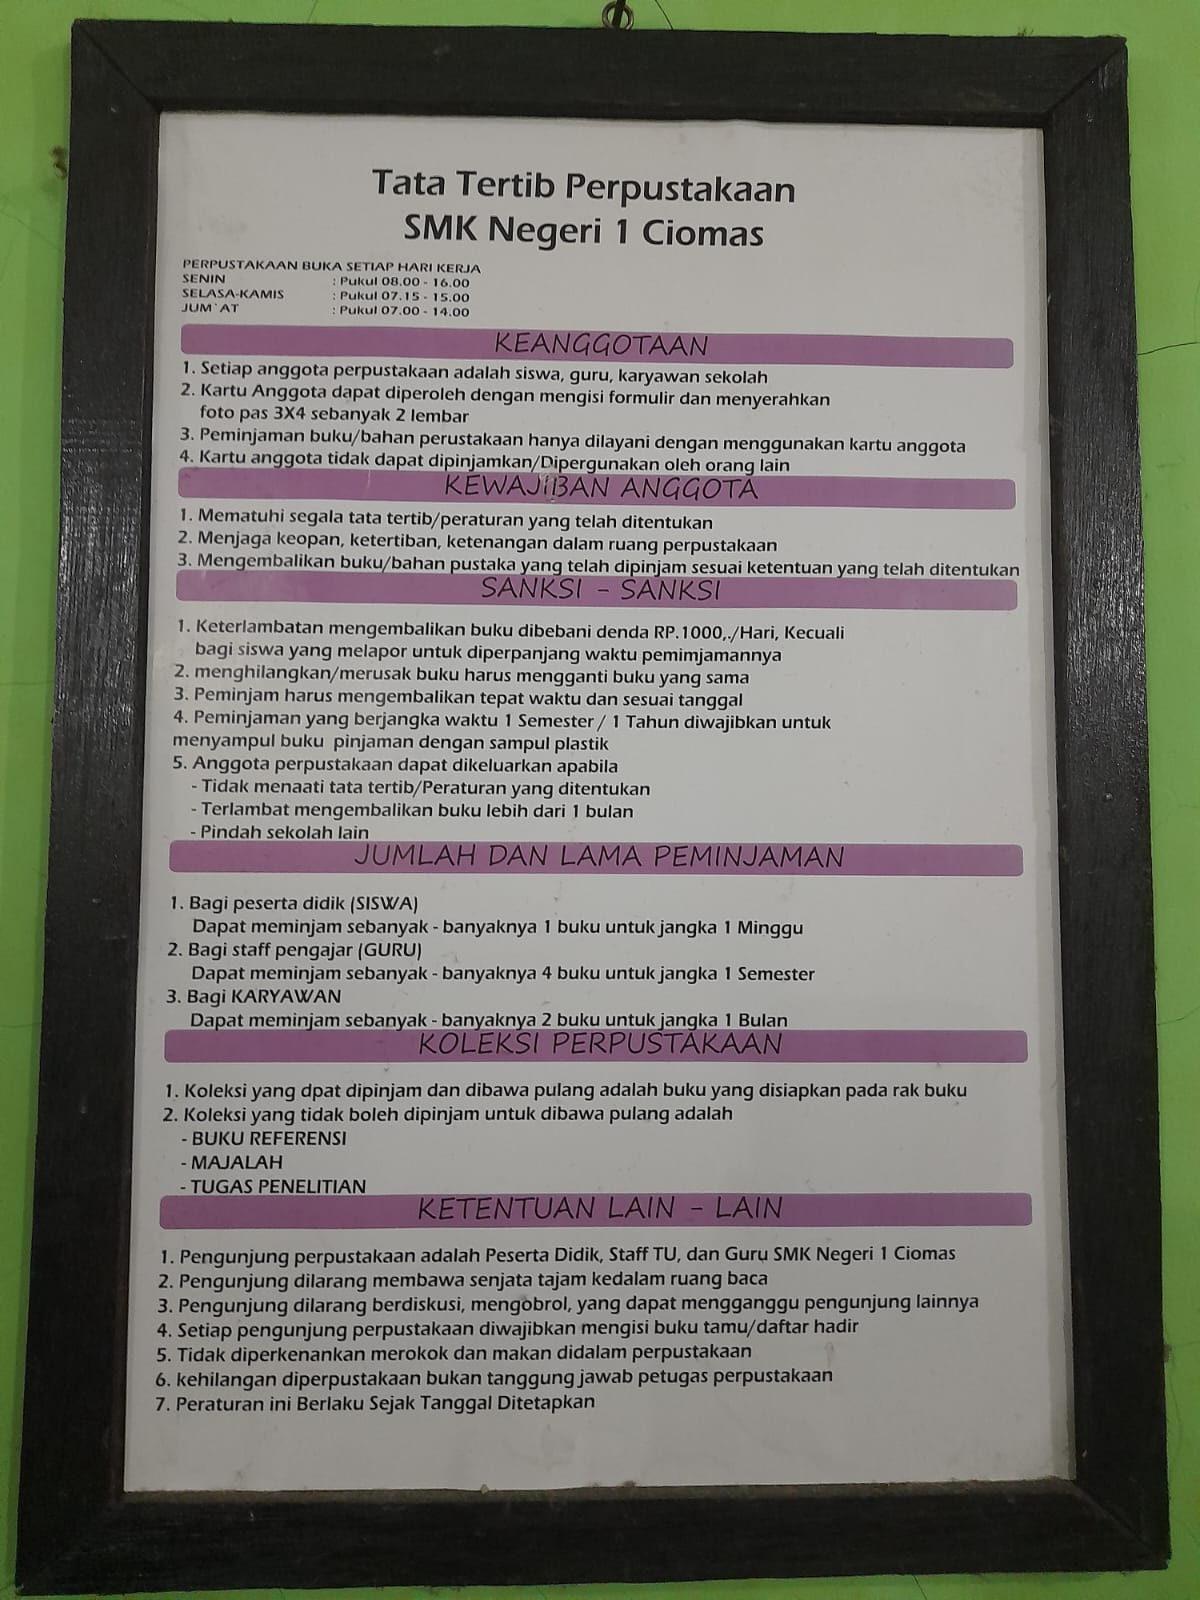 Tata Tertib Perpustakaan
SMK Negeri 1 Ciomas
PERPUSTAKAAN BUKA SETIAP HARI KERJA
SENIN : Pukul 08.00 - 16.00
SELASA-KAMIS : Pukul 07.15 - 15.00
JUM`AT : Pukul 07.00 - 14.00
KEANGGOTAAN
1. Setiap anggota perpustakaan adalah siswa, guru, karyawan sekolah
2. Kartu Anggota dapat diperoleh dengan mengisi formulir dan menyerahkan
foto pas 3X4 sebanyak 2 lembar
3. Peminjaman buku/bahan perustakaan hanya dilayani dengan menggunakan kartu anggota
4. Kartu anggota tidak dapat dipinjamkan/Dipergunakan oleh orang lain
KEWAJIBAN ANGGOTA
1. Mematuhi segala tata tertib/peraturan yang telah ditentukan
2. Menjaga keopan, ketertiban, ketenangan dalam ruang perpustakaan
3. Mengembalikan buku/bahan pustaka yang telah dipinjam sesuai ketentuan yang telah ditentukan
SANKSI - SANKSI
1. Keterlambatan mengembalikan buku dibebani denda RP.1000,./Hari, Kecuali
bagi siswa yang melapor untuk diperpanjang waktu pemimjamannya
2. menghilangkan/merusak buku harus mengganti buku yang sama
3. Peminjam harus mengembalikan tepat waktu dan sesuai tanggal
4. Peminjaman yang berjangka waktu 1 Semester / 1 Tahun diwajibkan untuk
menyampul buku pinjaman dengan sampul plastik
5. Anggota perpustakaan dapat dikeluarkan apabila
- Tidak menaati tata tertib/Peraturan yang ditentukan
- Terlambat mengembalikan buku lebih dari 1 bulan
- Pindah sekolah lain
JUMLAH DAN LAMA PEMINJAMAN
1. Bagi peserta didik (SISWA)
Dapat meminjam sebanyak - banyaknya 1 buku untuk jangka 1 Minggu
2. Bagi staff pengajar (GURU)
Dapat meminjam sebanyak - banyaknya 4 buku untuk jangka 1 Semester
3. Bagi KARYAWAN
Dapat meminjam sebanyak - banyaknya 2 buku untuk jangka 1 Bulan
KOLEKSI PERPUSTAKAAN
1. Koleksi yang dpat dipinjam dan dibawa pulang adalah buku yang disiapkan pada rak buku
2. Koleksi yang tidak boleh dipinjam untuk dibawa pulang adalah
- BUKU REFERENSI
- MAJALAH
- TUGAS PENELITIAN
KETENTUAN LAIN - LAIN
1. Pengunjung perpustakaan adalah Peserta Didik, Staff TU, dan Guru SMK Negeri 1 Ciomas
2. Pengunjung dilarang membawa senjata tajam kedalam ruang baca
3. Pengunjung dilarang berdiskusi, mengobrol, yang dapat mengganggu pengunjung lainnya
4. Setiap pengunjung perpustakaan diwajibkan mengisi buku tamu/daftar hadir
5. Tidak diperkenankan merokok dan makan didalam perpustakaan
6. kehilangan diperpustakaan bukan tanggung jawab petugas perpustakaan
7. Peraturan ini Berlaku Sejak Tanggal Ditetapkan